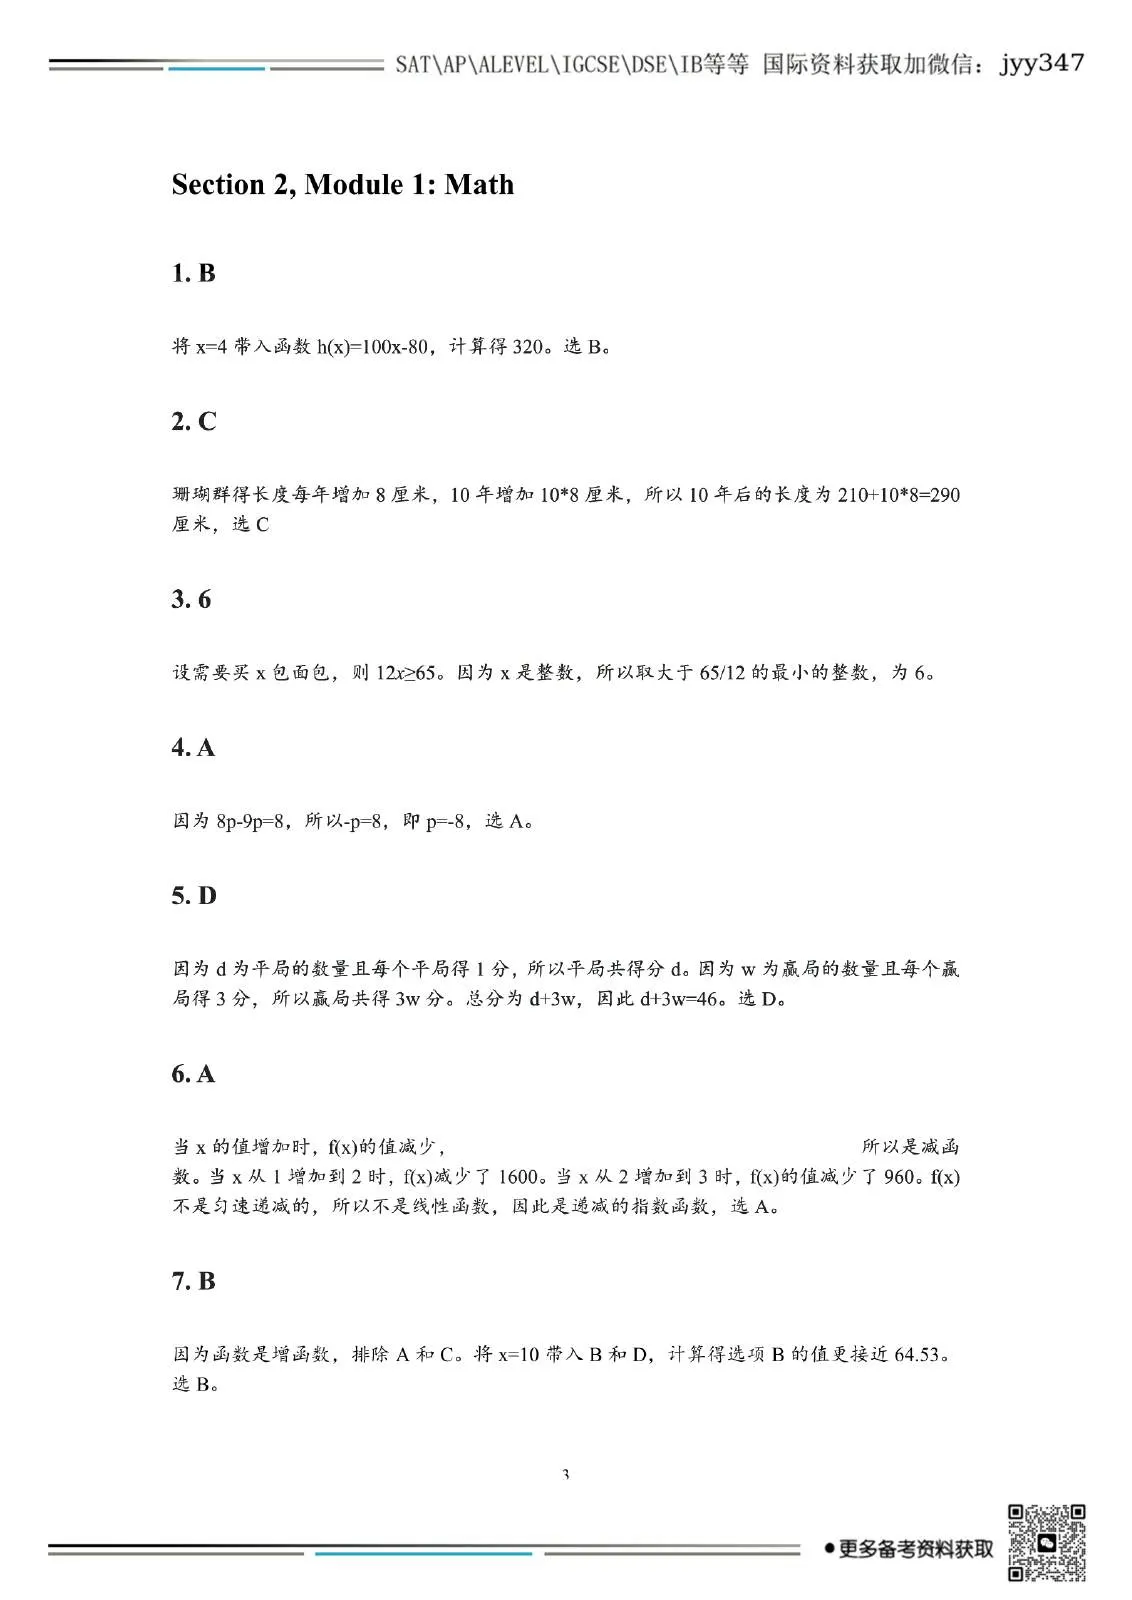 SAT\AP\ALEVEL\IGCSE\DSE\IB等等 国际资料获取加微信：jyy347
Section 2, Module 1: Math
1. B
将 x=4 带入函数 h(x)=100x-80，计算得 320。选 B。
2. C
珊瑚群得长度每年增加 8 厘米，10 年增加 10*8 厘米，所以 10 年后的长度为 210+10*8=290
厘米，选 C
3. 6
设需要买 x 包面包，则 12x≥65。因为 x 是整数，所以取大于 65/12 的最小的整数，为 6。
4. A
因为 8p-9p=8，所以-p=8，即 p=-8，选 A。
5. D
因为 d 为平局的数量且每个平局得 1 分，所以平局共得分 d。因为 w 为赢局的数量且每个赢
局得 3 分，所以赢局共得 3w 分。总分为 d+3w，因此 d+3w=46。选 D。
6. A
当 x 的值增加时，f(x)的值减少， 所以是减函
数。当 x 从 1 增加到 2 时，f(x)减少了 1600。当 x 从 2 增加到 3 时，f(x)的值减少了 960。f(x)
不是匀速递减的，所以不是线性函数，因此是递减的指数函数，选 A。
7. B
因为函数是增函数，排除 A 和 C。将 x=10 带入 B 和 D，计算得选项 B 的值更接近 64.53。
选 B。
3
●更多备考资料获取